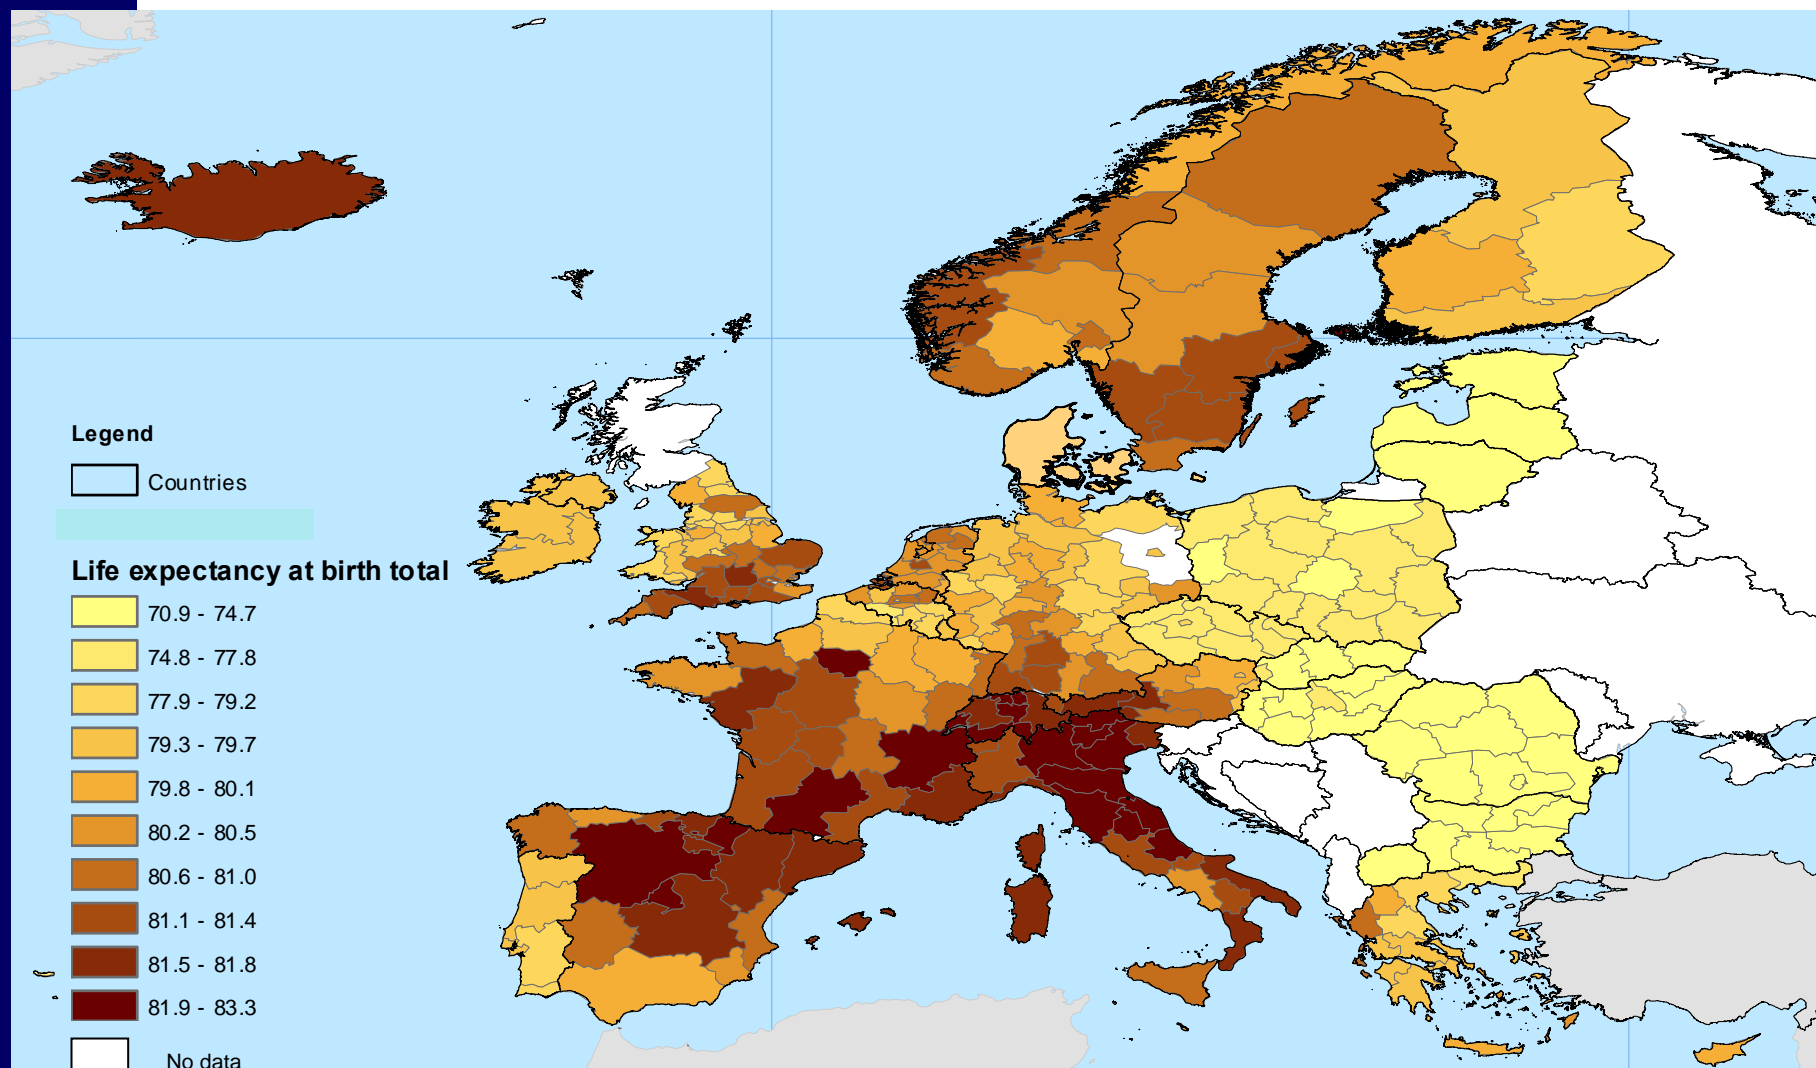 Legend
Countries
Life expectancy at birth total
70.9 - 74.7
74.8 - 77.8
77.9 - 79.2
79.3 - 79.7
79.8 - 80.1
80.2 - 80.5
80.6 - 81.0
81.1 - 81.4
81.5 - 81.8
81.9 - 83.3
No data